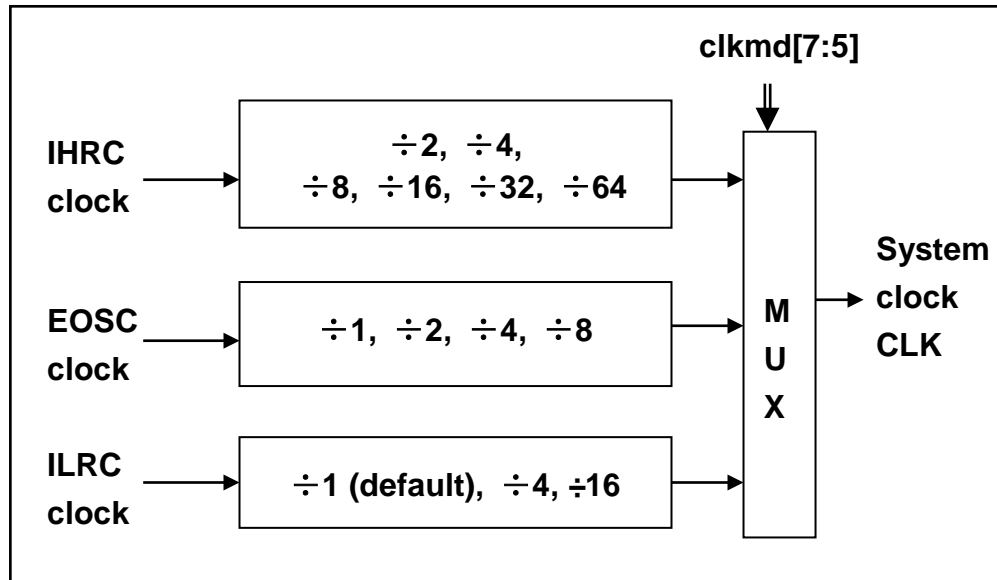 clkmd[7:5]
IHRC
clock
÷2, ÷4,
÷8, ÷16, ÷32, ÷64
EOSC
clock
÷1, ÷2, ÷4, ÷8
ILRC
clock
÷1 (default), ÷4, ÷16
M
U
X
System
clock
CLK